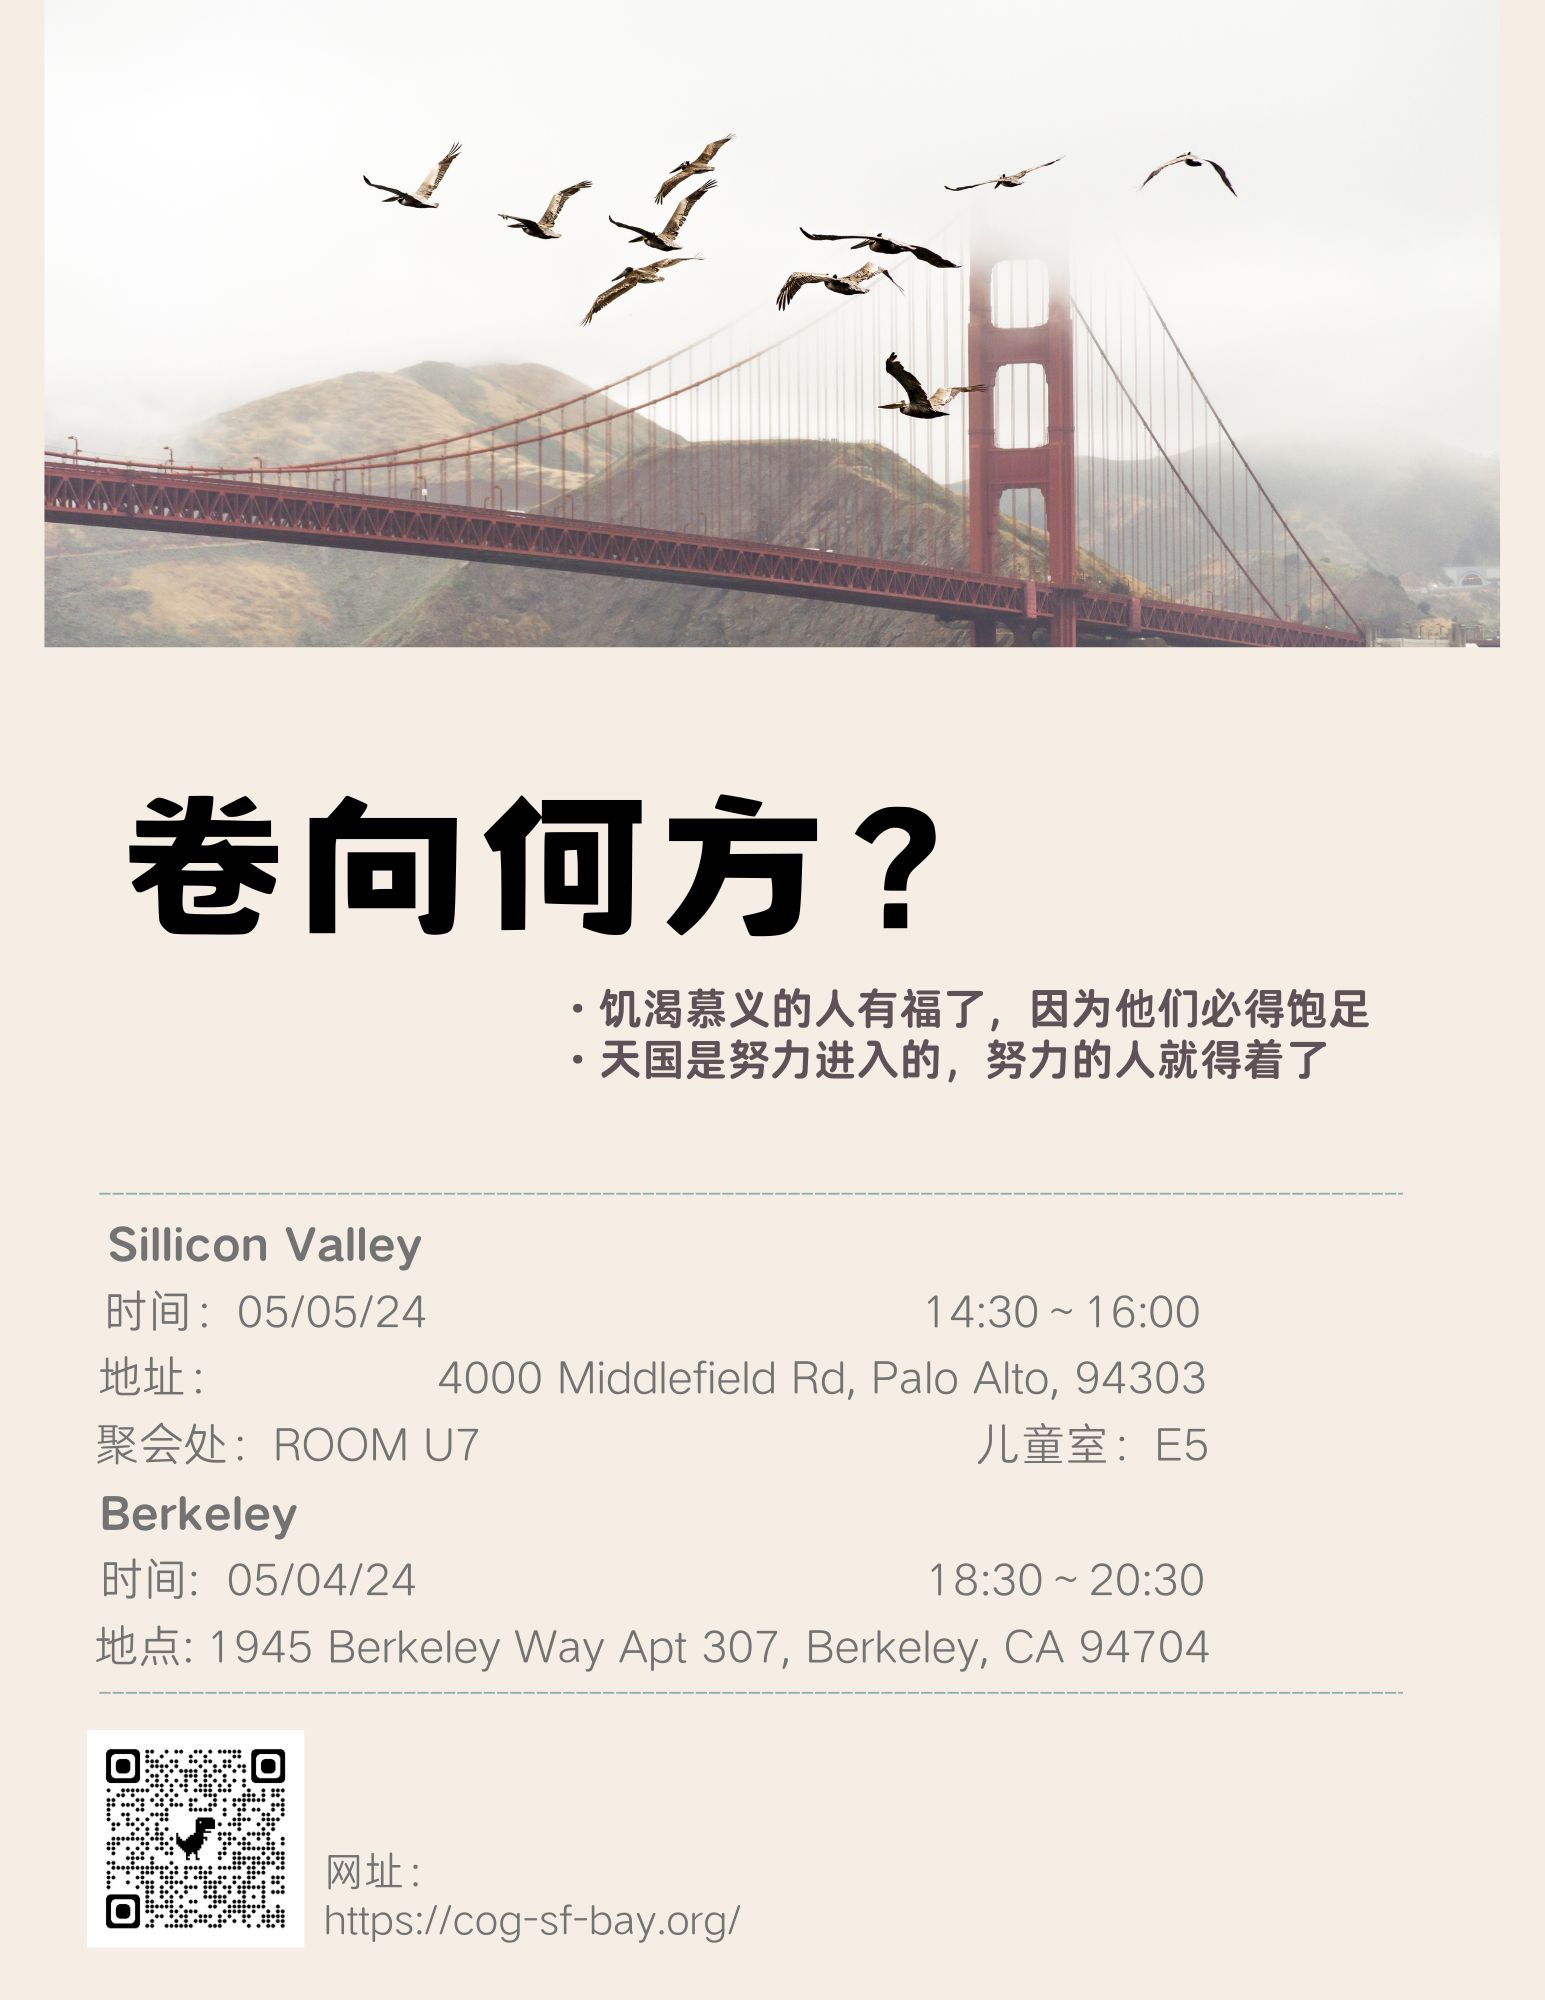 卷向何方？
·饥渴慕义的人有福了，因为他们必得饱足
·天国是努力进入的，努力的人就得着了
Sillicon Valley
时间：05/05/24 14:30 ~ 16:00
地址： 4000 Middlefield Rd, Palo Alto, 94303
聚会处：ROOM U7 儿童室：E5
Berkeley
时间: 05/04/24 18:30 ~ 20:30
地点: 1945 Berkeley Way Apt 307, Berkeley, CA 94704
网址：
https://cog-sf-bay.org/